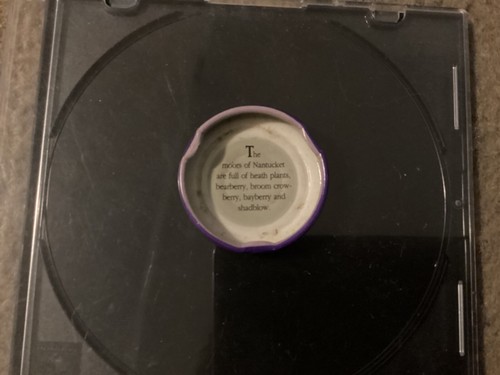 The
moors of Nantucket
are full of heath plants,
bearberry, broom crow-
berry, bayberry and
shadblow.